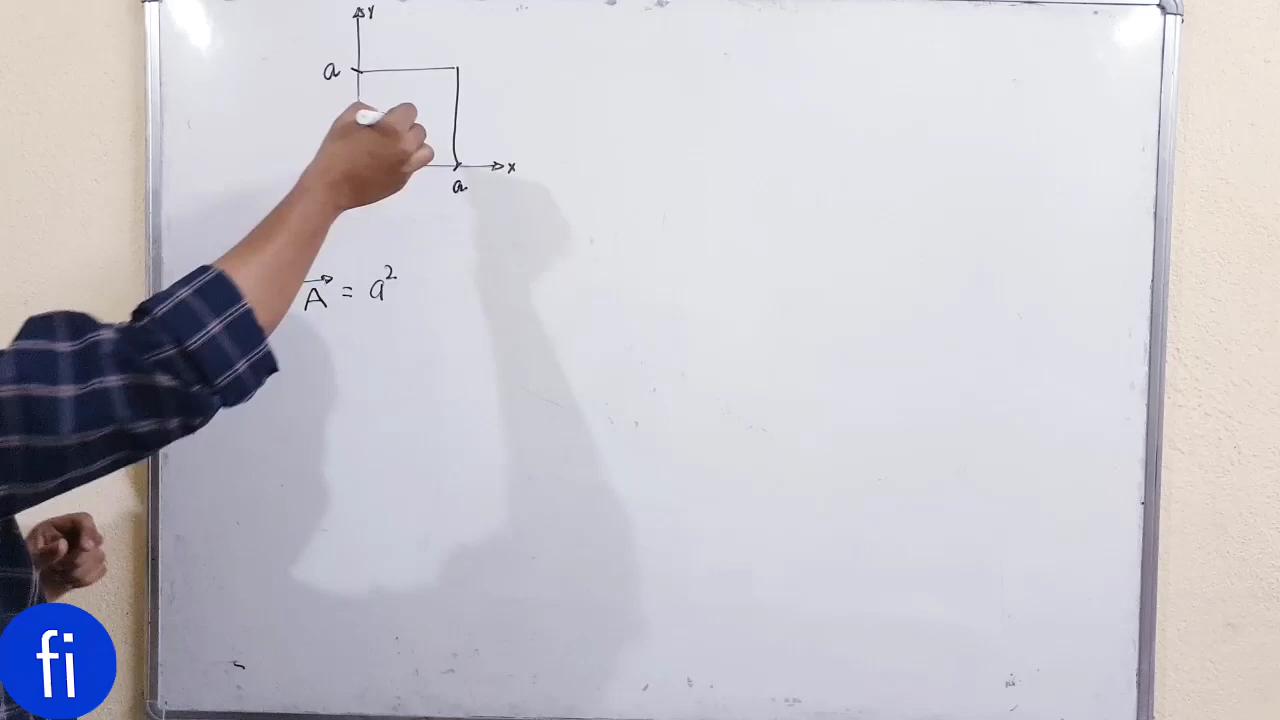 Y
a
X
a
A⃗ = a²
fi